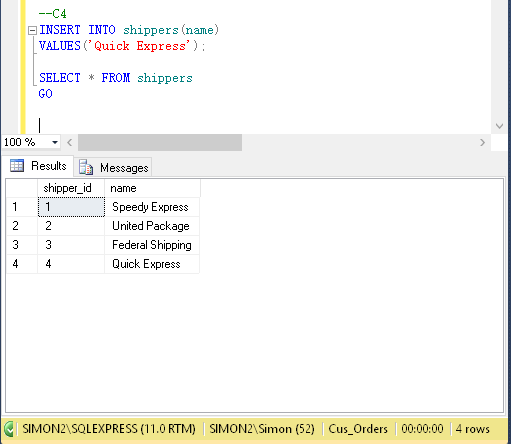 --C4
INSERT INTO shippers(name)
VALUES('Quick Express');
SELECT * FROM shippers
GO
100 %
Results Messages
shipper_id name
1 1 Speedy Express
2 2 United Package
3 3 Federal Shipping
4 4 Quick Express
SIMON2\SQLEXPRESS (11.0 RTM) SIMON2\Simon (52) Cus_Orders 00:00:00 4 rows